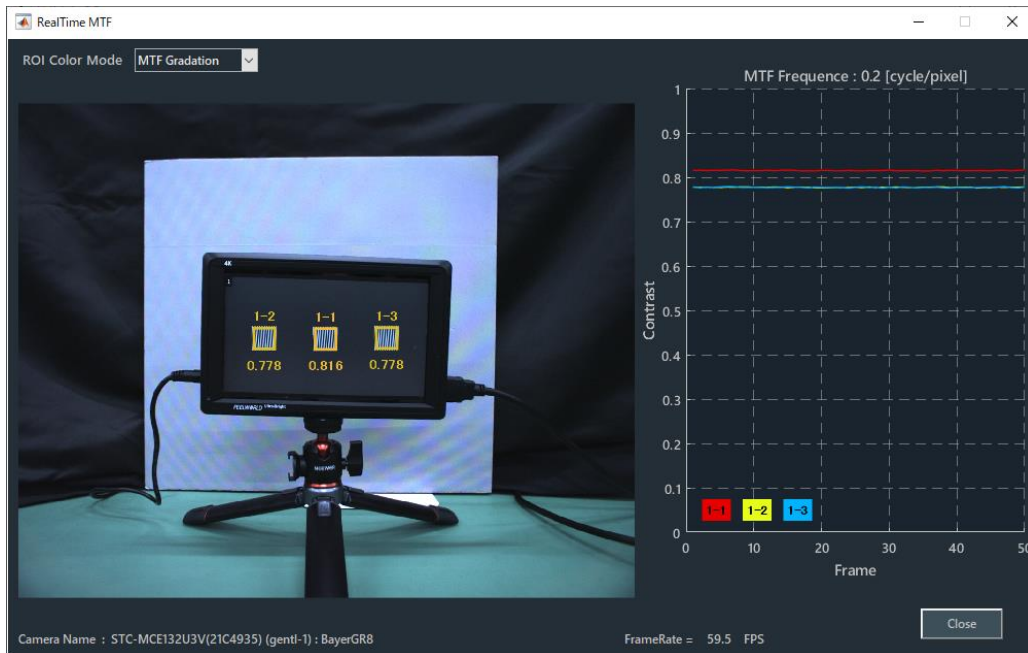 RealTime MTF
ROI Color Mode MTF Gradation
MTF Frequence : 0.2 [cycle/pixel]
4K
1
1-2 1-1 1-3
0.778 0.816 0.778
Contrast
1
0.9
0.8
0.7
0.6
0.5
0.4
0.3
0.2
0.1
0
1-1 1-2 1-3
0 10 20 30 40 50
Frame
Close
Camera Name : STC-MCE132U3V(21C4935) (gentl-1) : BayerGR8
FrameRate = 59.5 FPS